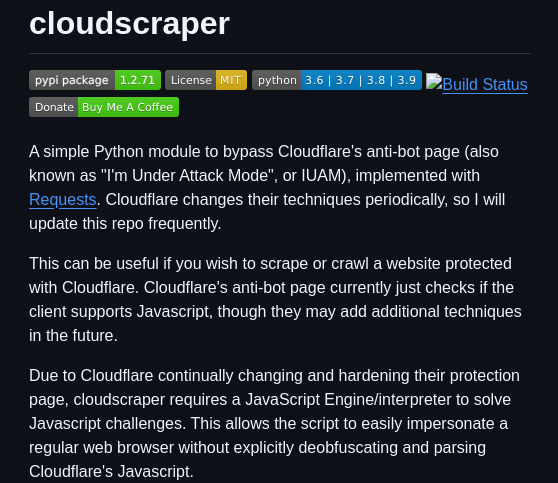 cloudscraper
pypi package 1.2.71 License MIT python 3.6 | 3.7 | 3.8 | 3.9 Build Status
Donate Buy Me A Coffee
A simple Python module to bypass Cloudflare's anti-bot page (also
known as "I'm Under Attack Mode", or IUAM), implemented with
Requests. Cloudflare changes their techniques periodically, so I will
update this repo frequently.
This can be useful if you wish to scrape or crawl a website protected
with Cloudflare. Cloudflare's anti-bot page currently just checks if the
client supports Javascript, though they may add additional techniques
in the future.
Due to Cloudflare continually changing and hardening their protection
page, cloudscraper requires a JavaScript Engine/interpreter to solve
Javascript challenges. This allows the script to easily impersonate a
regular web browser without explicitly deobfuscating and parsing
Cloudflare's Javascript.